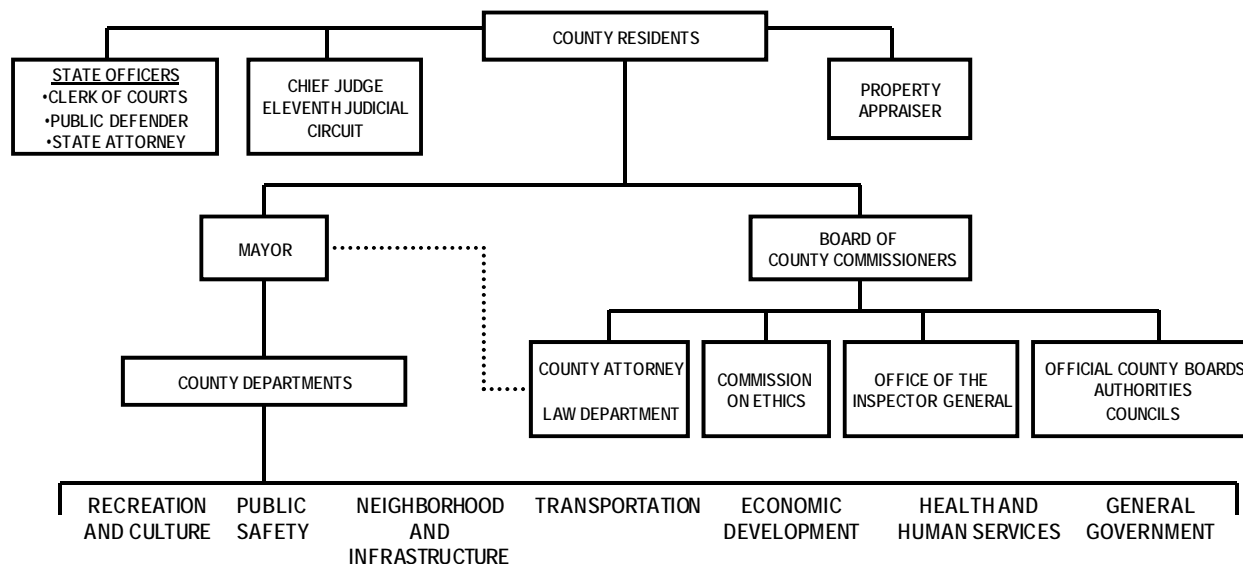 COUNTY RESIDENTS
STATE OFFICERS
•CLERK OF COURTS
•PUBLIC DEFENDER
•STATE ATTORNEY
CHIEF JUDGE
ELEVENTH JUDICIAL
CIRCUIT
PROPERTY
APPRAISER
MAYOR
BOARD OF
COUNTY COMMISSIONERS
COUNTY DEPARTMENTS
COUNTY ATTORNEY
LAW DEPARTMENT
COMMISSION
ON ETHICS
OFFICE OF THE
INSPECTOR GENERAL
OFFICIAL COUNTY BOARDS
AUTHORITIES
COUNCILS
RECREATION
AND CULTURE
PUBLIC
SAFETY
NEIGHBORHOOD
AND
INFRASTRUCTURE
TRANSPORTATION
ECONOMIC
DEVELOPMENT
HEALTH AND
HUMAN SERVICES
GENERAL
GOVERNMENT